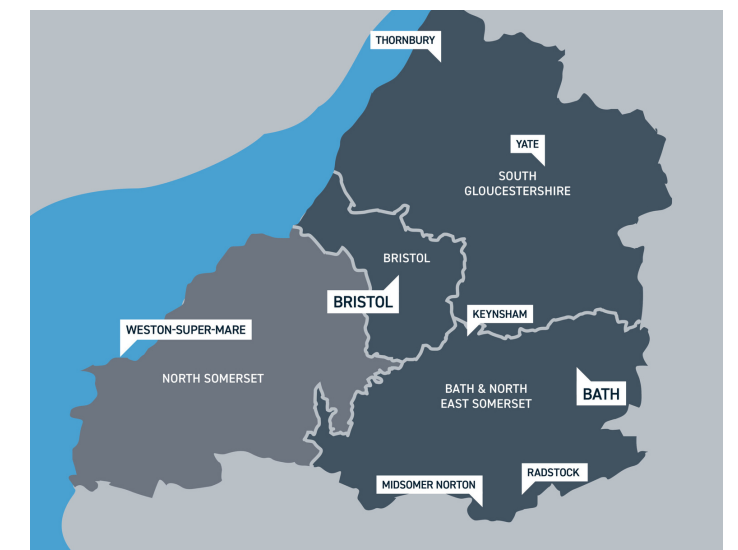 THORNBURY
YATE
SOUTH
GLOUCESTERSHIRE
BRISTOL
BRISTOL
KEYNSHAM
WESTON-SUPER-MARE
NORTH SOMERSET
BATH & NORTH
EAST SOMERSET
BATH
RADSTOCK
MIDSOMER NORTON